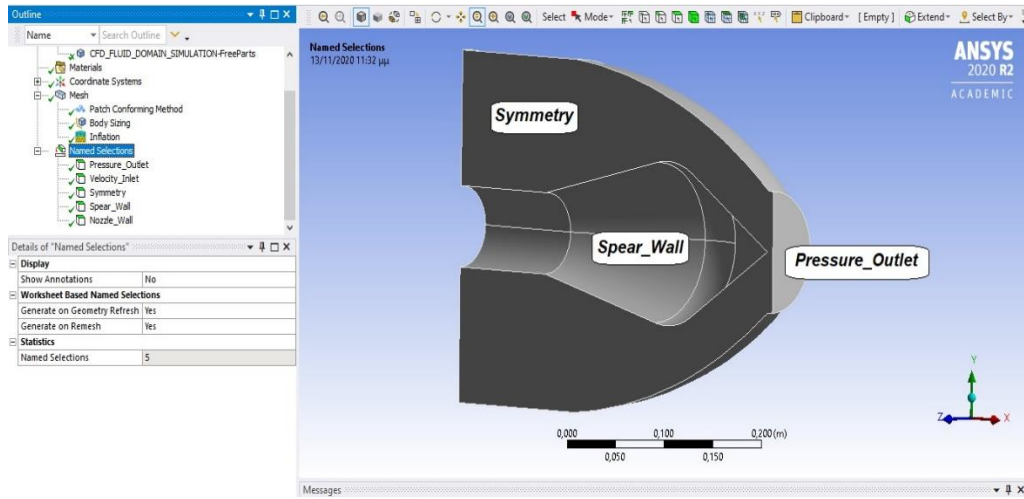 Outline
Name
Search Outline
CFD_FLUID_DOMAIN_SIMULATION-FreeParts
Materials
Coordinate Systems
Mesh
Patch Conforming Method
Body Sizing
Inflation
Named Selections
Pressure_Outlet
Velocity_Inlet
Symmetry
Spear_Wall
Nozzle_Wall
Details of "Named Selections"
Display
Show Annotations No
Worksheet Based Named Selections
Generate on Geometry Refresh Yes
Generate on Remesh Yes
Statistics
Named Selections 5
Select Mode Clipboard [ Empty ] Extend Select By
Named Selections
13/11/2020 11:32 μμ
ANSYS
2020 R2
ACADEMIC
Symmetry
Spear_Wall
Pressure_Outlet
Y
Z X
0,000 0,100 0,200 (m)
0,050 0,150
Messages